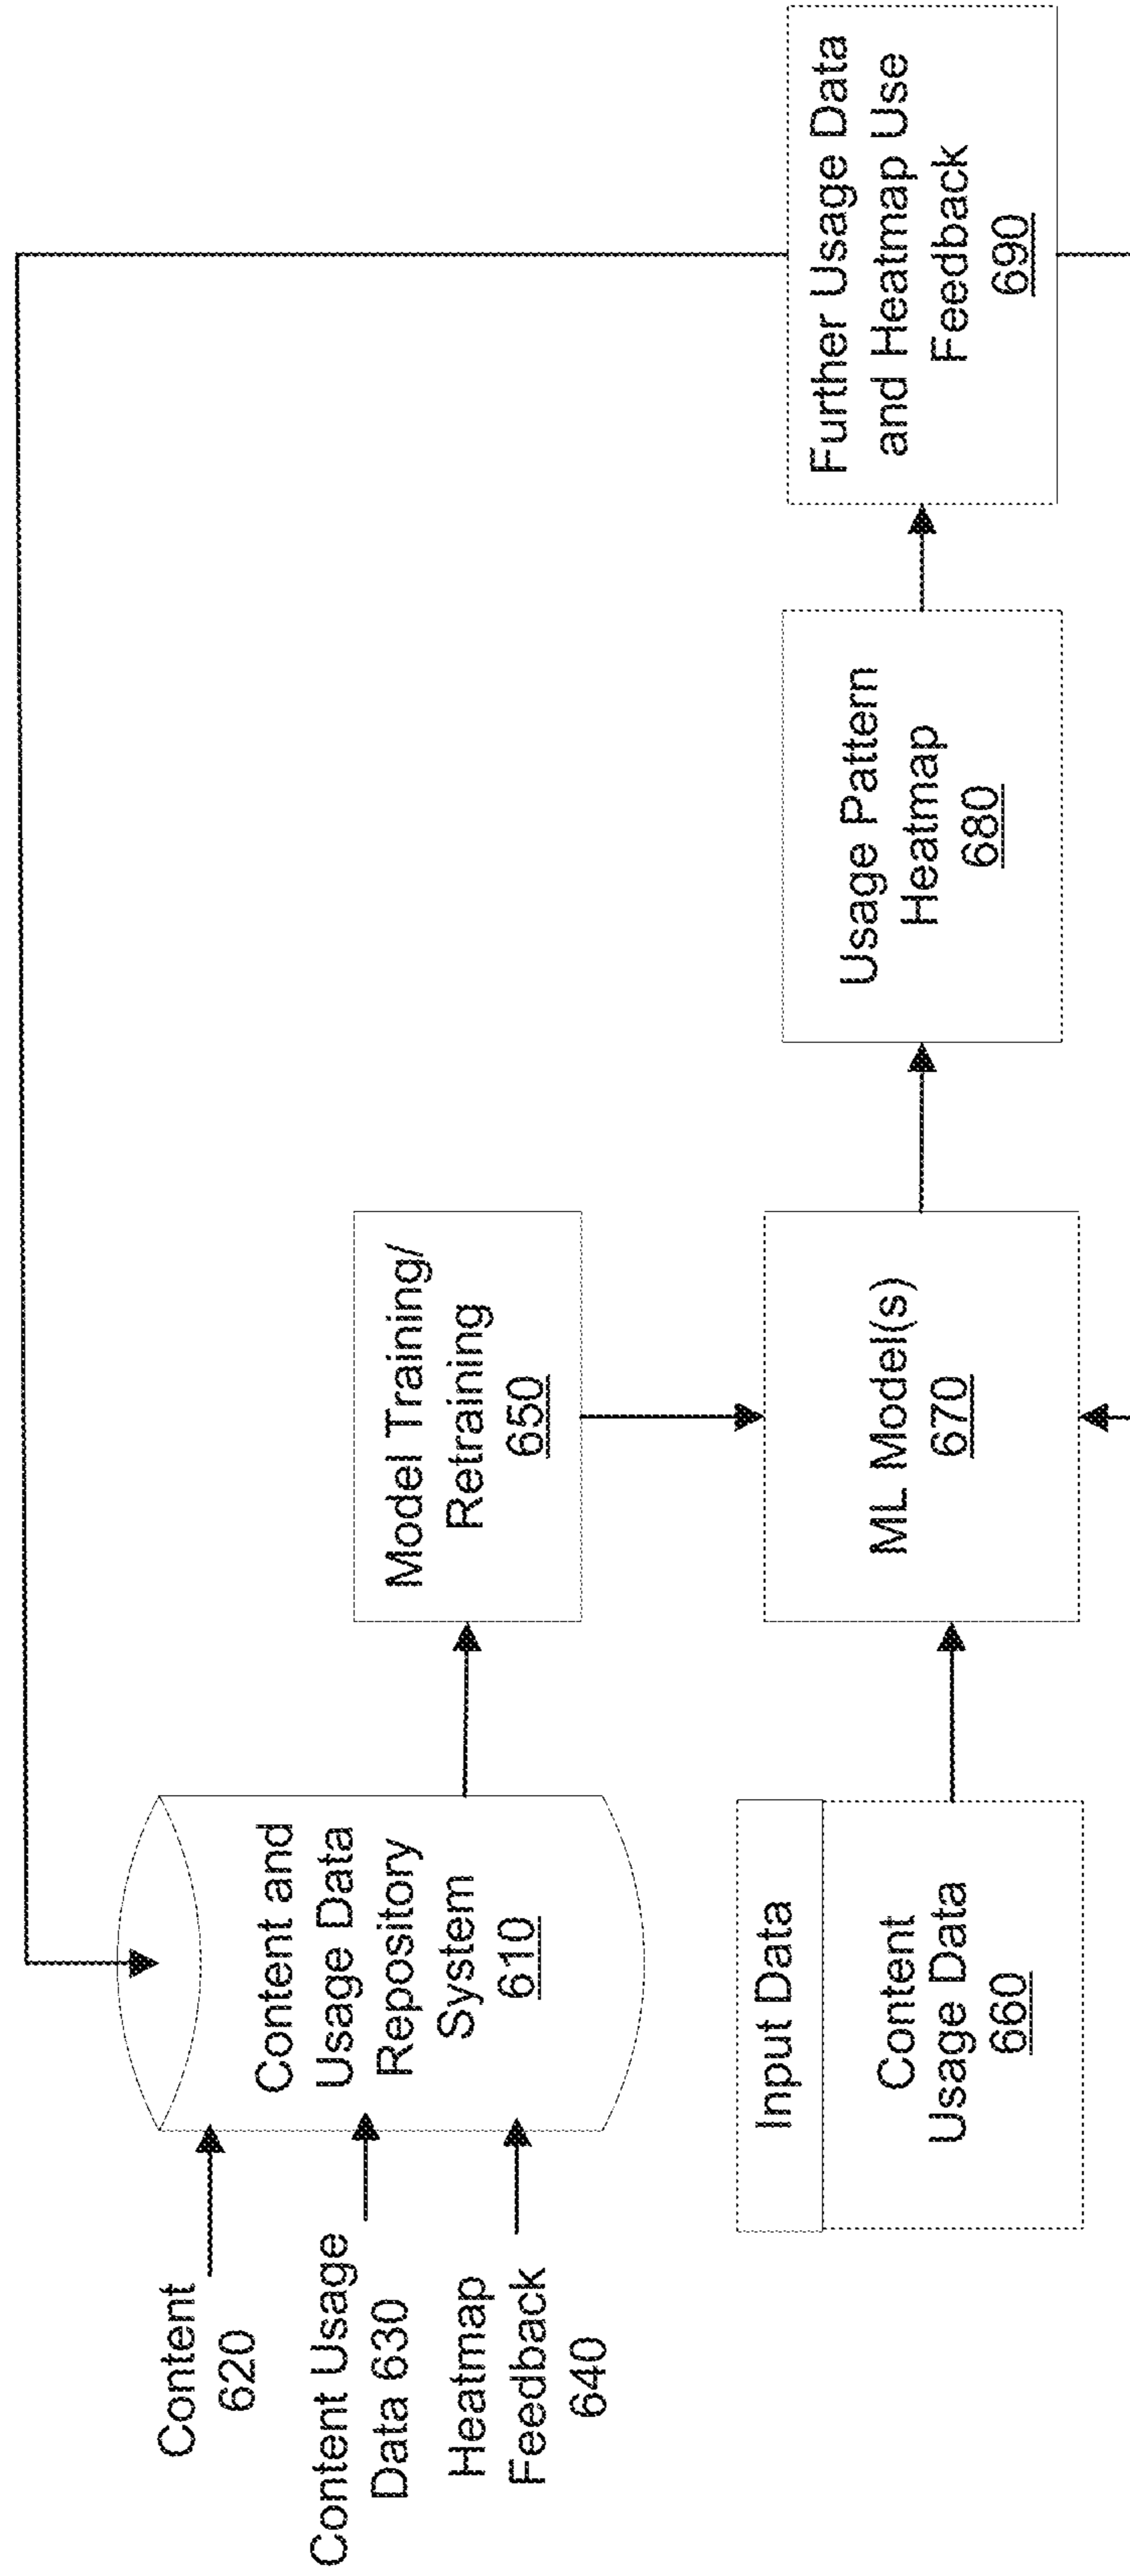 Content
620
Content Usage
Data 630
Heatmap
Feedback
640
Content and
Usage Data
Repository
System
610
Model Training/
Retraining
650
Input Data
Content
Usage Data
660
ML Model(s)
670
Usage Pattern
Heatmap
680
Further Usage Data
and Heatmap Use
Feedback
690